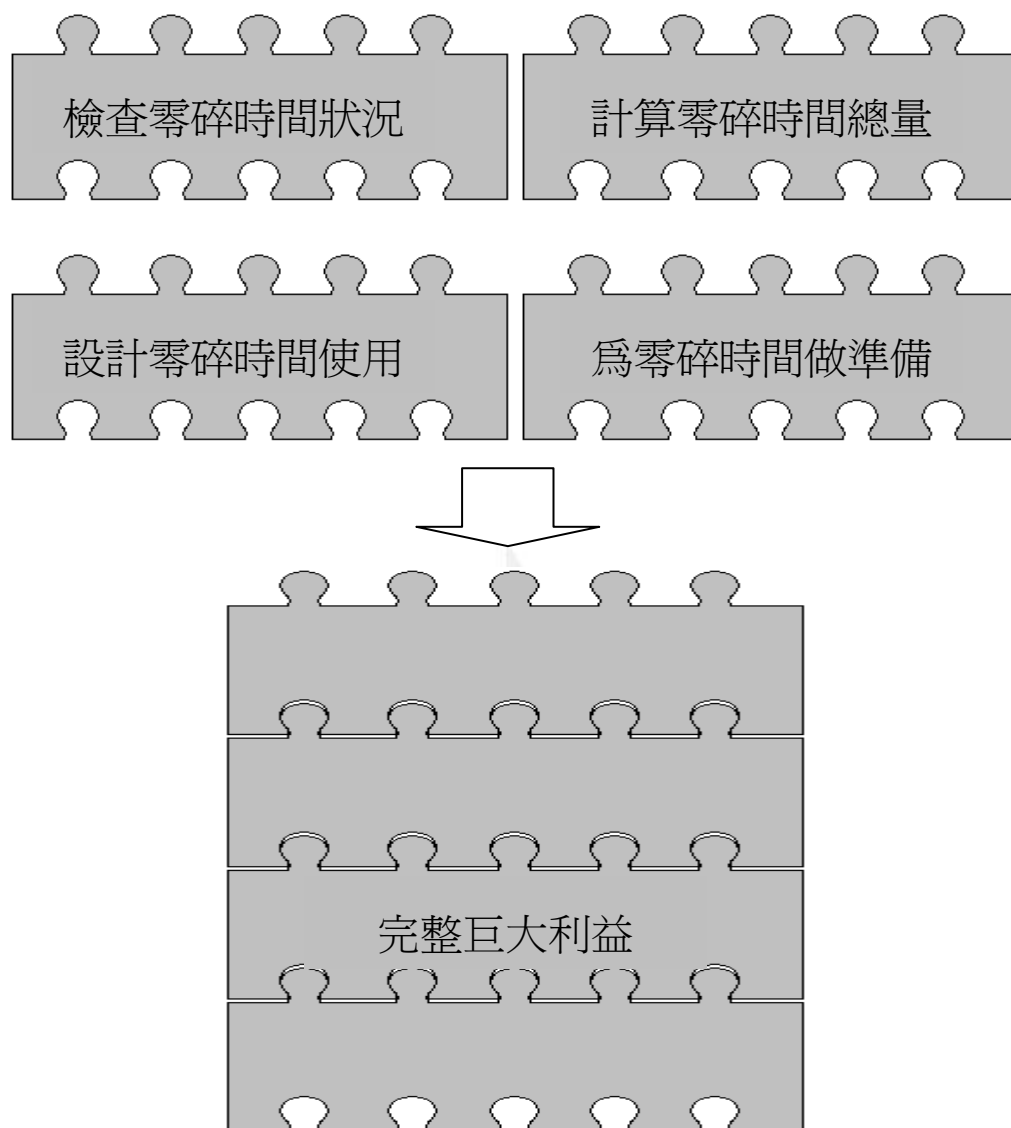 檢查零碎時間狀況
計算零碎時間總量
設計零碎時間使用
爲零碎時間做準備
完整巨大利益